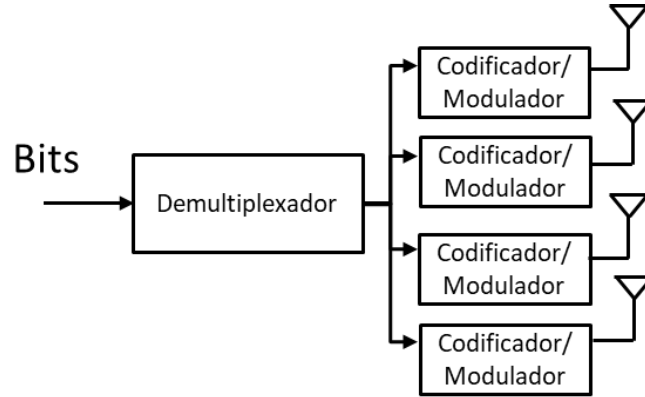 Bits
Demultiplexador
Codificador/
Modulador
Codificador/
Modulador
Codificador/
Modulador
Codificador/
Modulador